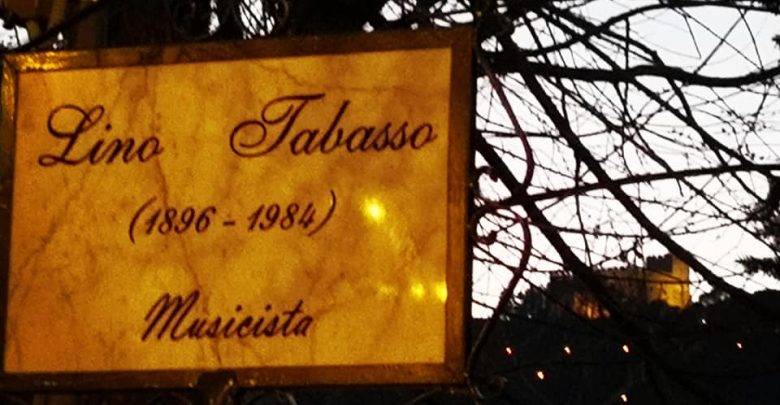 Lino Tabasso
(1896 - 1984)
Musicista